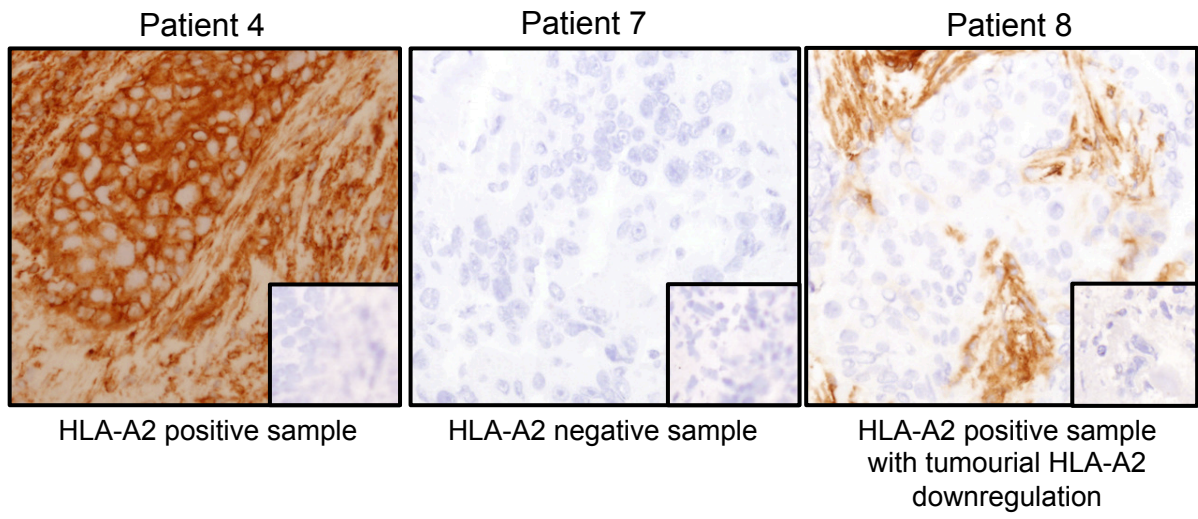 Patient 4
Patient 7
Patient 8
HLA-A2 positive sample
HLA-A2 negative sample
HLA-A2 positive sample
with tumourial HLA-A2
downregulation